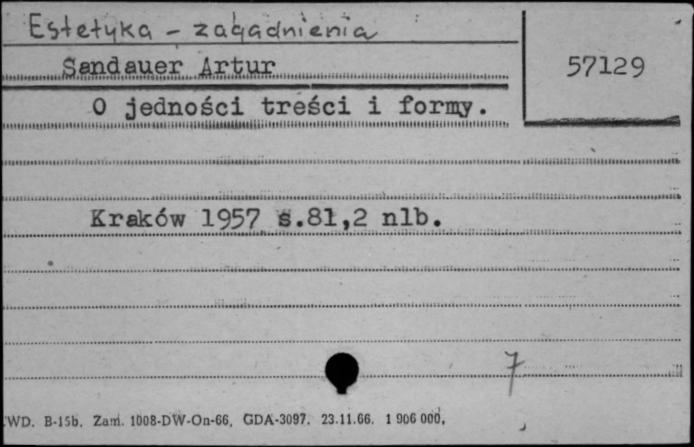 Estetyka - zagadnienia
Sandauer Artur
57129
O jedności treści i formy.
Kraków 1957 s.81,2 nlb.
7
WD. B-15b. Zam. 1008-DW-On-66. GDA-3097. 23.11.66. 1 906 000.